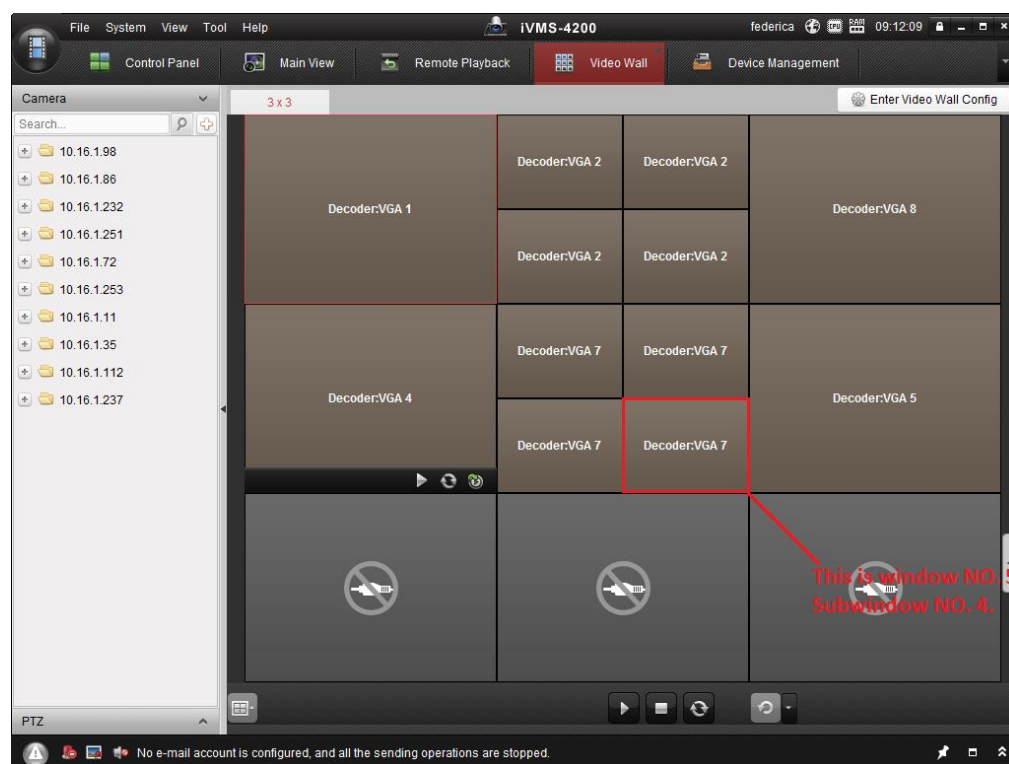 File System View Tool Help iVMS-4200 federica CPU RAM 09:12:09
Control Panel Main View Remote Playback Video Wall Device Management
Camera
3 x 3
Enter Video Wall Config
Search...
10.16.1.98
10.16.1.86
10.16.1.232
10.16.1.251
10.16.1.72
10.16.1.253
10.16.1.11
10.16.1.35
10.16.1.112
10.16.1.237
Decoder:VGA 1
Decoder:VGA 2 Decoder:VGA 2
Decoder:VGA 8
Decoder:VGA 2 Decoder:VGA 2
Decoder:VGA 4
Decoder:VGA 7 Decoder:VGA 7
Decoder:VGA 5
Decoder:VGA 7 Decoder:VGA 7
This is window NO. 5
Subwindow NO. 4.
PTZ
No e-mail account is configured, and all the sending operations are stopped.